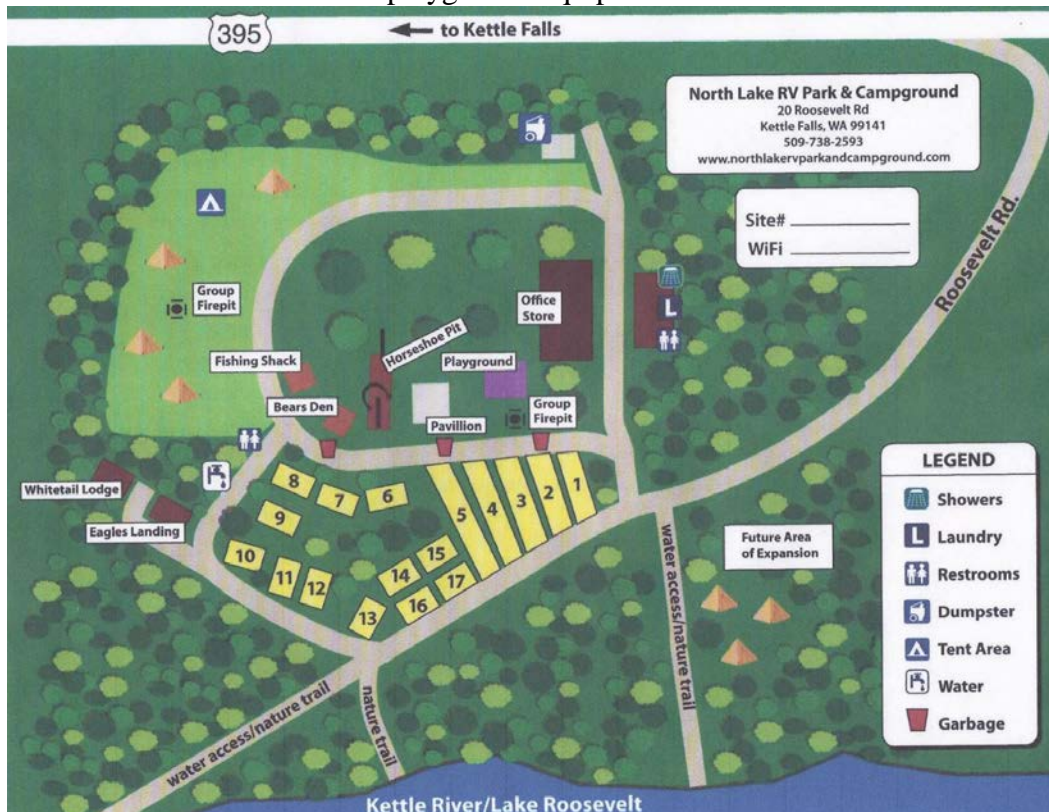 395
to Kettle Falls
North Lake RV Park & Campground
20 Roosevelt Rd
Kettle Falls, WA 99141
509-738-2593
www.northlakervparkandcampground.com
Site#
WiFi
Roosevelt Rd.
Group
Firepit
Office
Store
L
Horseshoe Pit
Fishing Shack
Playground
Bears Den
Pavillion
Group
Firepit
Whitetail Lodge
Eagles Landing
8
7
6
5
4
3
2
1
9
10
11
12
15
14
17
16
13
Future Area
of Expansion
water access/nature trail
water access/nature trail
nature trail
Kettle River/Lake Roosevelt
LEGEND
Showers
L Laundry
Restrooms
Dumpster
Tent Area
Water
Garbage